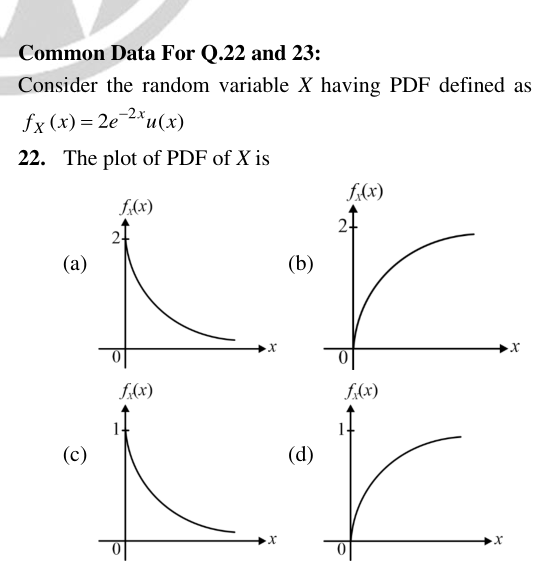 Common Data For Q.22 and 23:
Consider the random variable X having PDF defined as
f_X (x) = 2e^{-2x}u(x)
22. The plot of PDF of X is
f_x(x)
f_x(x)
2
2
(a)
(b)
x
x
0
0
f_x(x)
f_x(x)
1
1
(c)
(d)
x
x
0
0